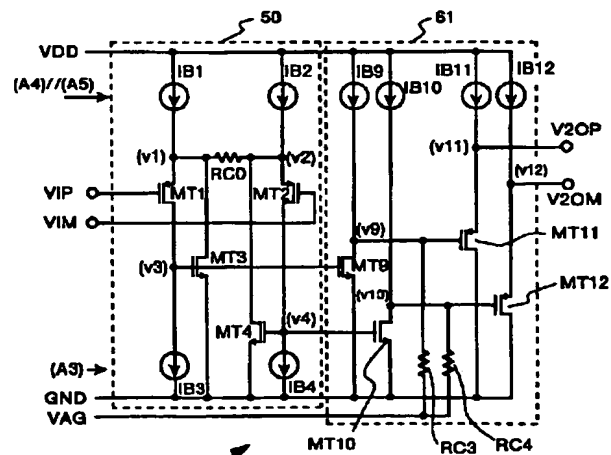 50
61
VDD
IB1
IB2
IB9
IB10
IB11
IB12
(A4)//(A5)
V2OP
(v1)
RCD
(v2)
(v11)
(v12)
VIP
MT1
MT2
V2OM
VIM
(v9)
MT11
(v3)
MT3
MT9
MT12
(v10)
MT4
(v4)
(A3)
IB3
IB4
GND
VAG
MT10
RC3
RC4